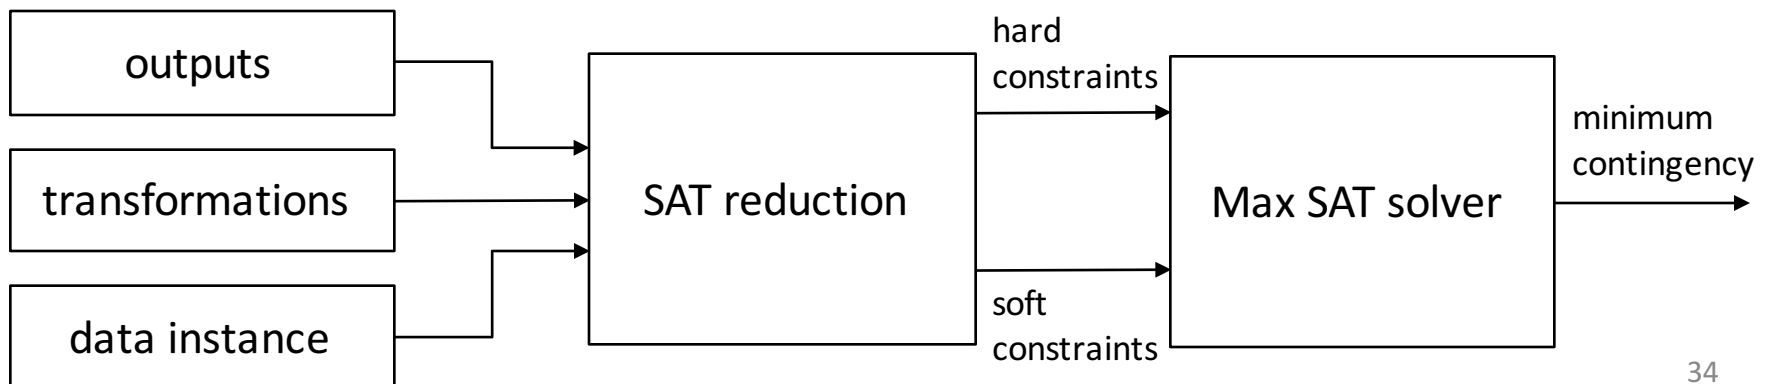 outputs
transformations
data instance
SAT reduction
hard
constraints
soft
constraints
Max SAT solver
minimum
contingency
34